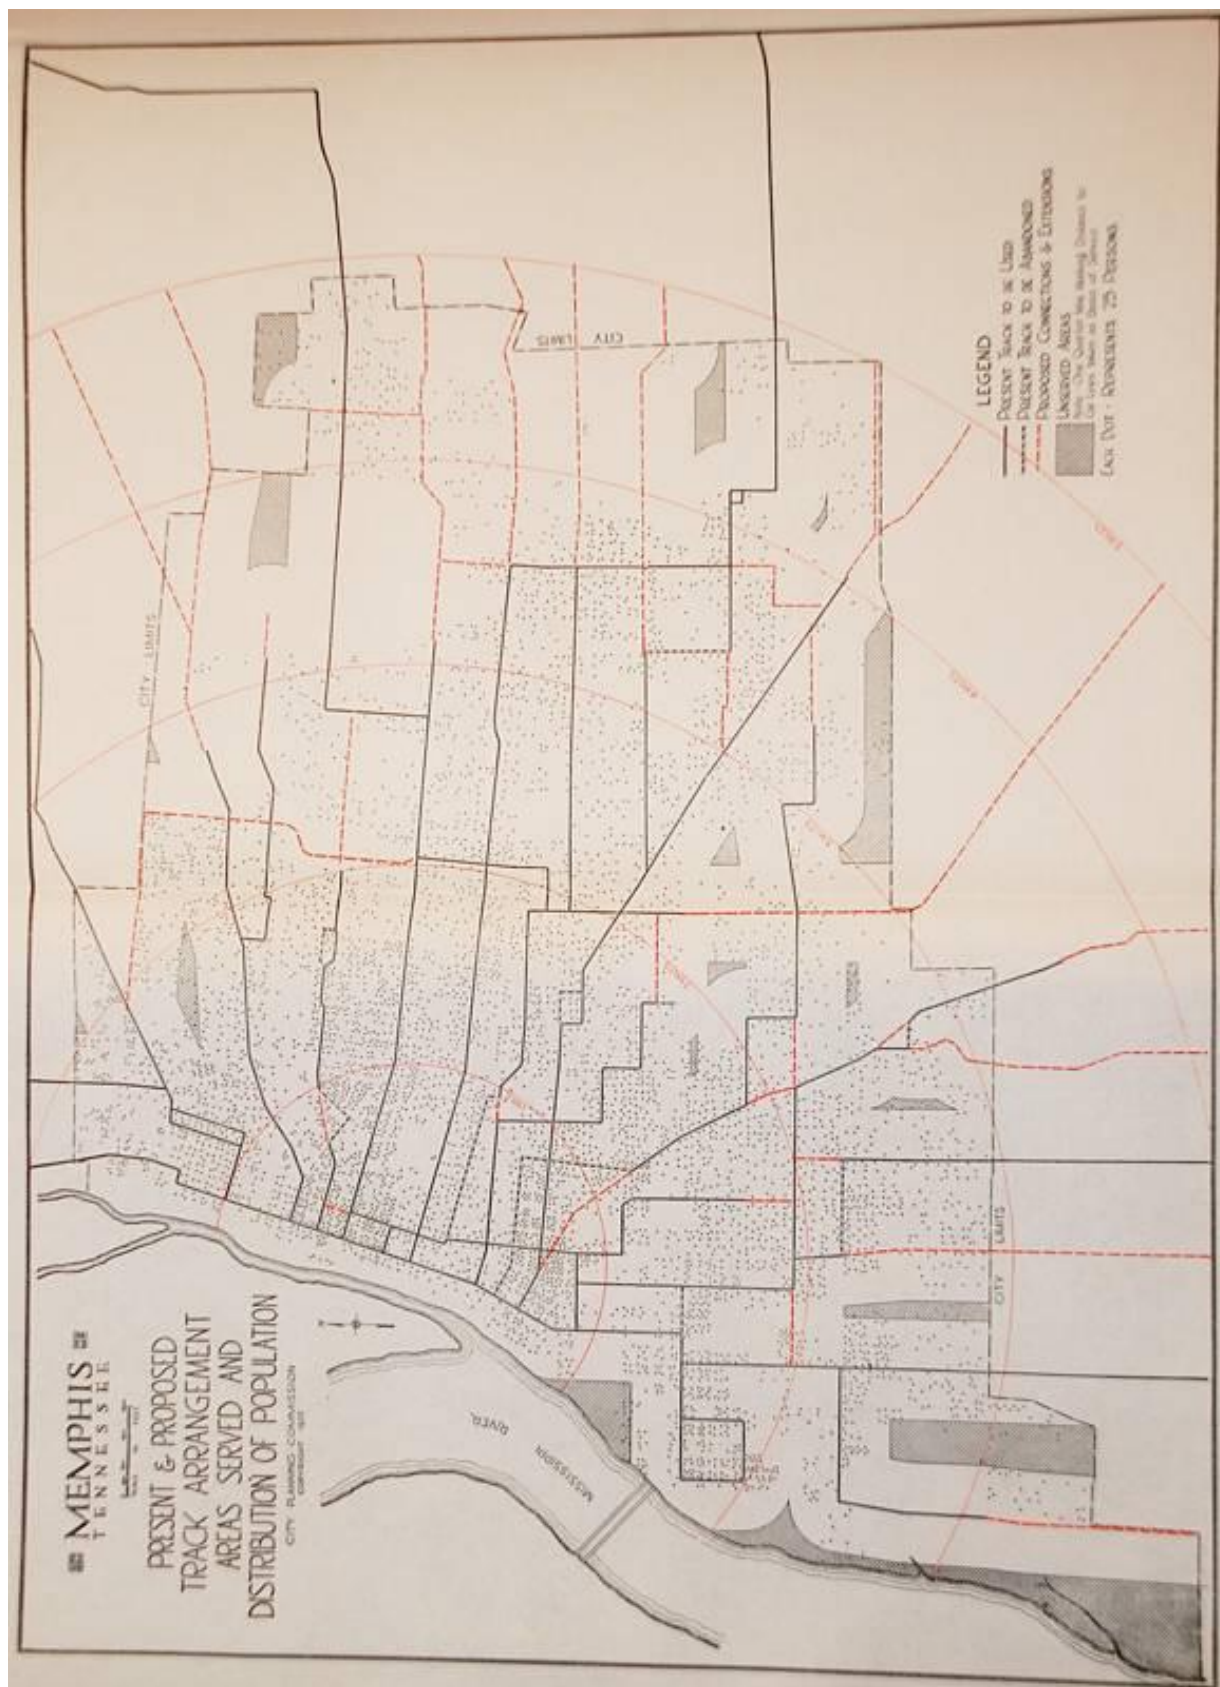 MEMPHIS
TENNESSEE
PRESENT & PROPOSED
TRACK ARRANGEMENT
AREAS SERVED AND
DISTRIBUTION OF POPULATION
CITY PLANNING COMMISSION
MISSISSIPPI RIVER
CITY LIMITS
CITY LIMITS
CITY LIMITS
LEGEND
PRESENT TRACK TO BE USED
PRESENT TRACK TO BE ABANDONED
PROPOSED CONNECTIONS & EXTENSIONS
UNSERVED AREAS
EACH DOT - REPRESENTS 25 PERSONS